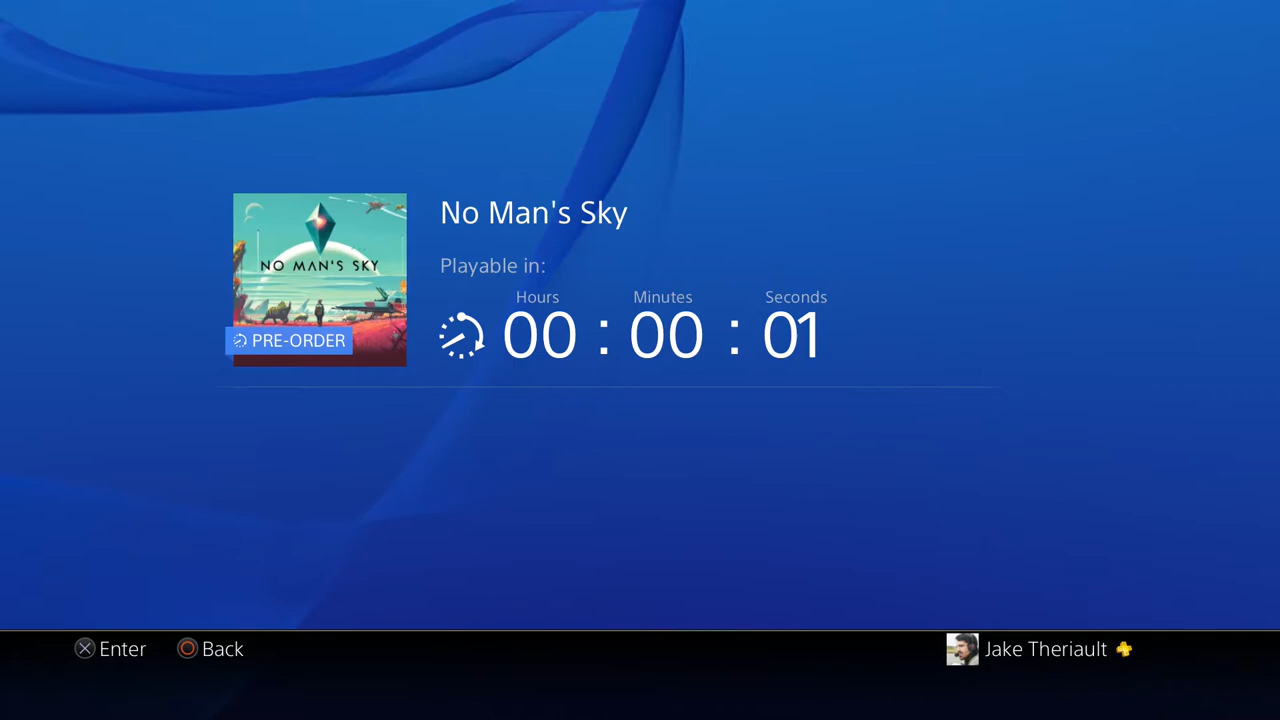 No Man's Sky
NO MAN'S SKY
Playable in:
Hours Minutes Seconds
00 : 00 : 01
PRE-ORDER
Enter Back
Jake Theriault